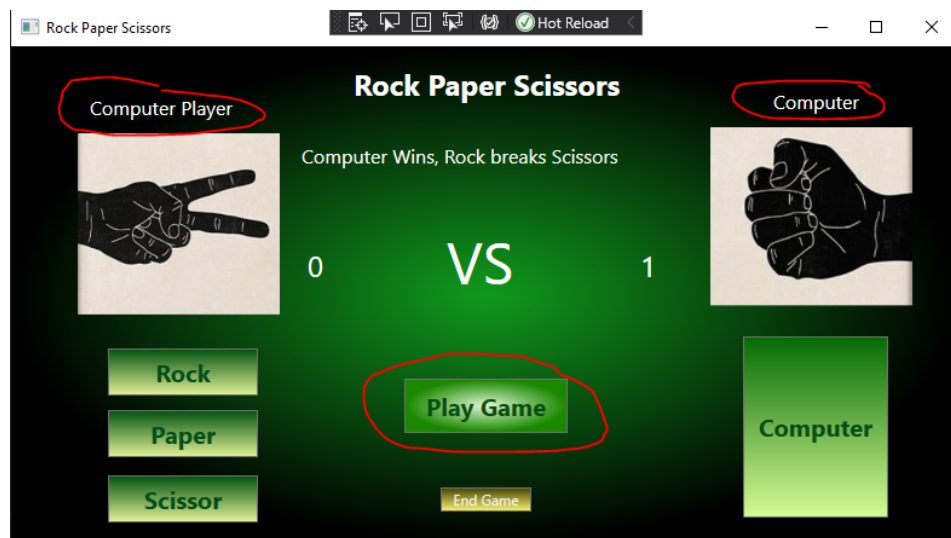 Rock Paper Scissors
Hot Reload
Rock Paper Scissors
Computer Player
Computer
Computer Wins, Rock breaks Scissors
0
VS
1
Rock
Paper
Scissor
Play Game
End Game
Computer